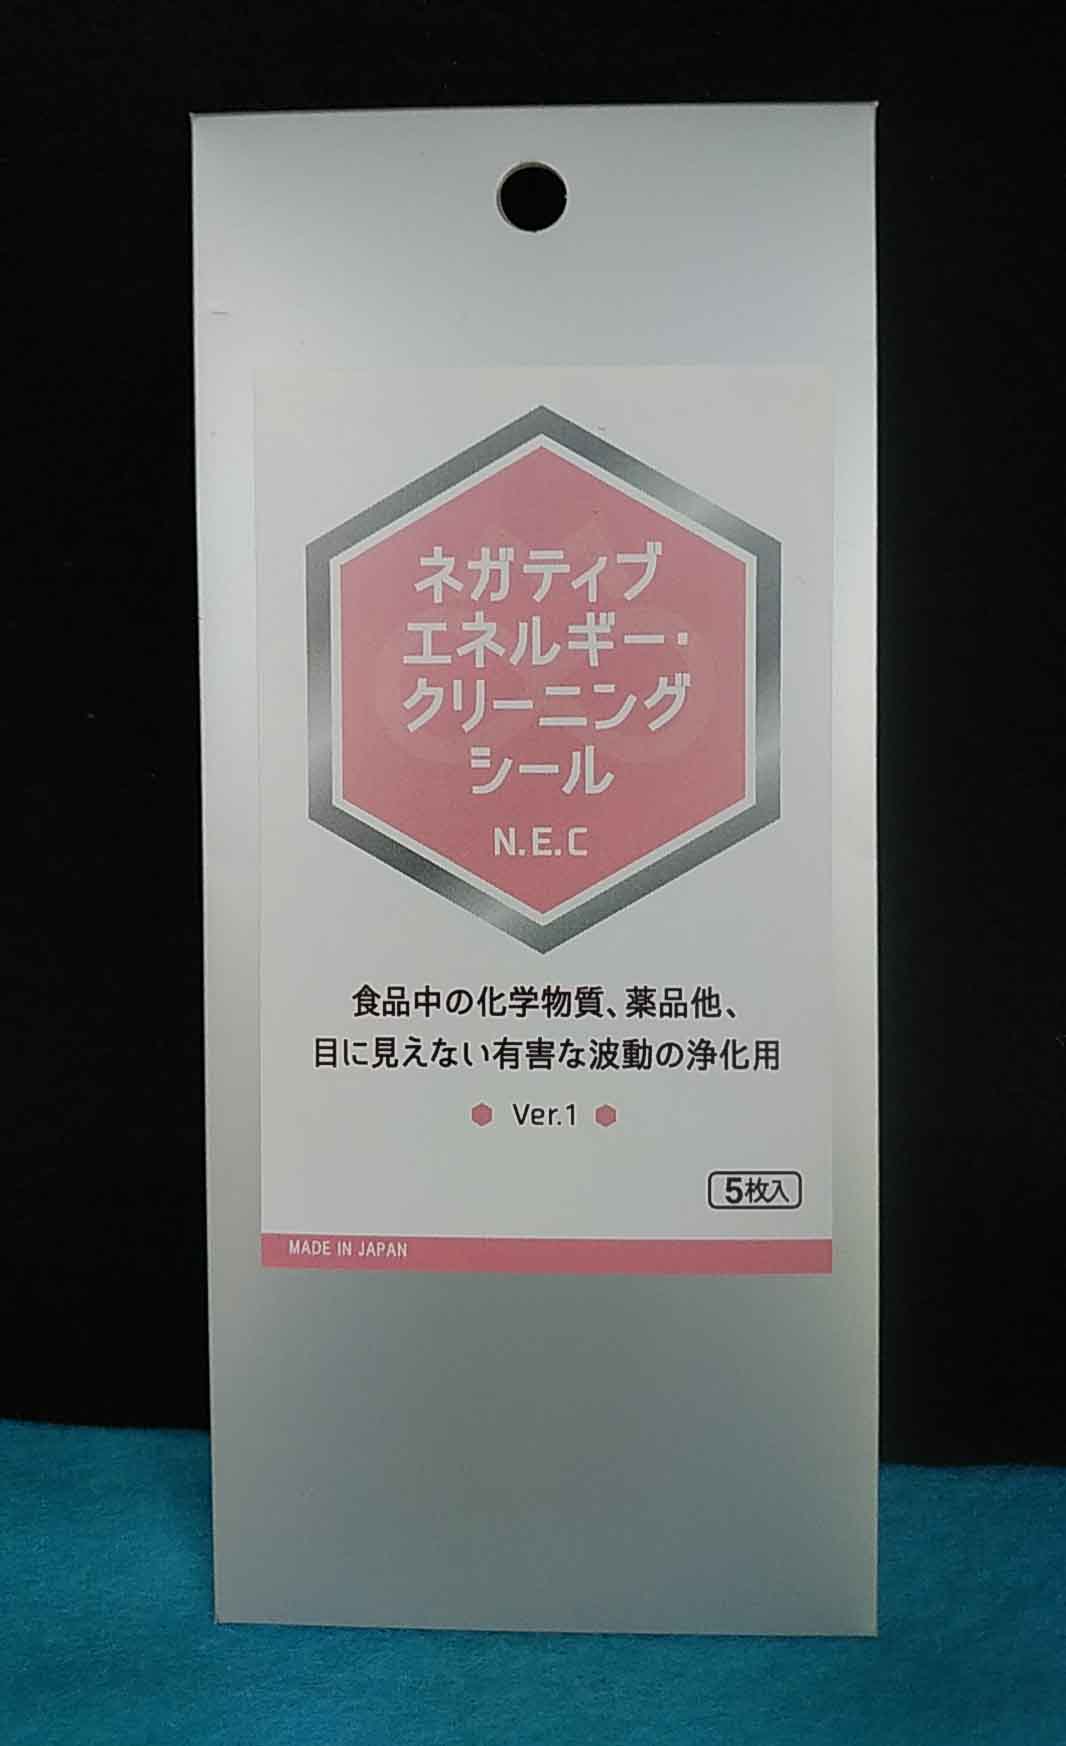 ネガティブ
エネルギー・
クリーニング
シール
N.E.C
食品中の化学物質、薬品他、
目に見えない有害な波動の浄化用
Ver.1
5枚入
MADE IN JAPAN